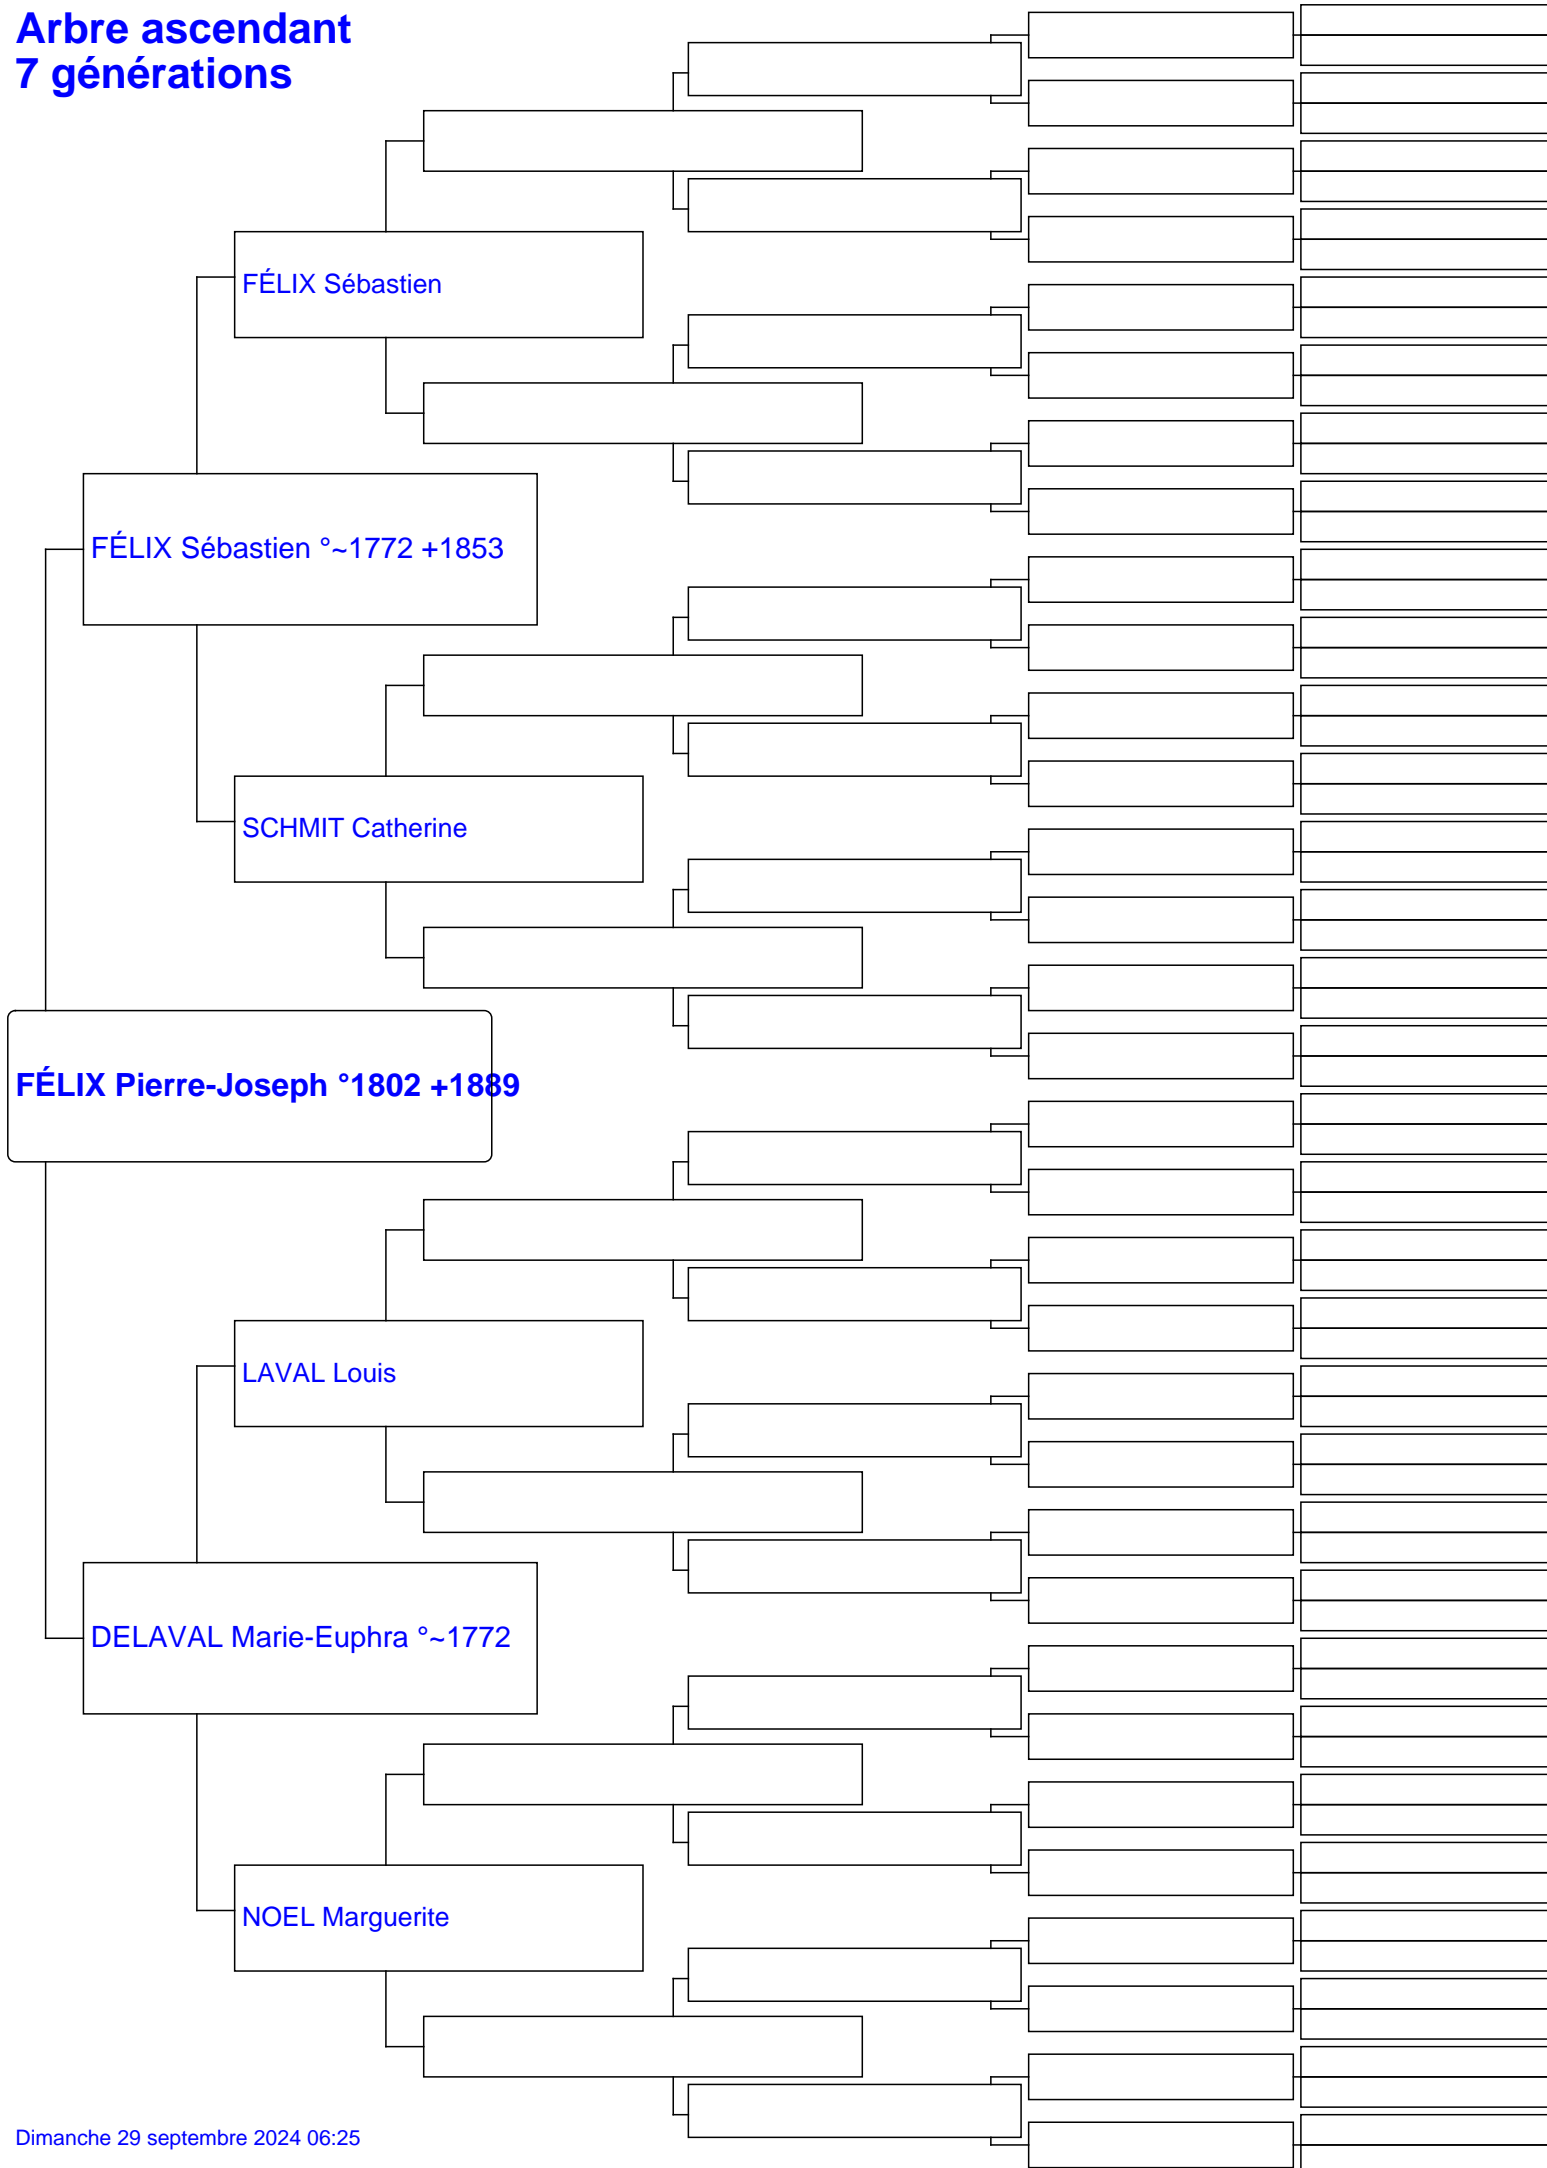 Arbre ascendant
7 générations
FÉLIX Sébastien
FÉLIX Sébastien °~1772 +1853
SCHMIT Catherine
FÉLIX Pierre-Joseph °1802 +1889
LAVAL Louis
DELAVAL Marie-Euphra °~1772
NOEL Marguerite
Dimanche 29 septembre 2024 06:25